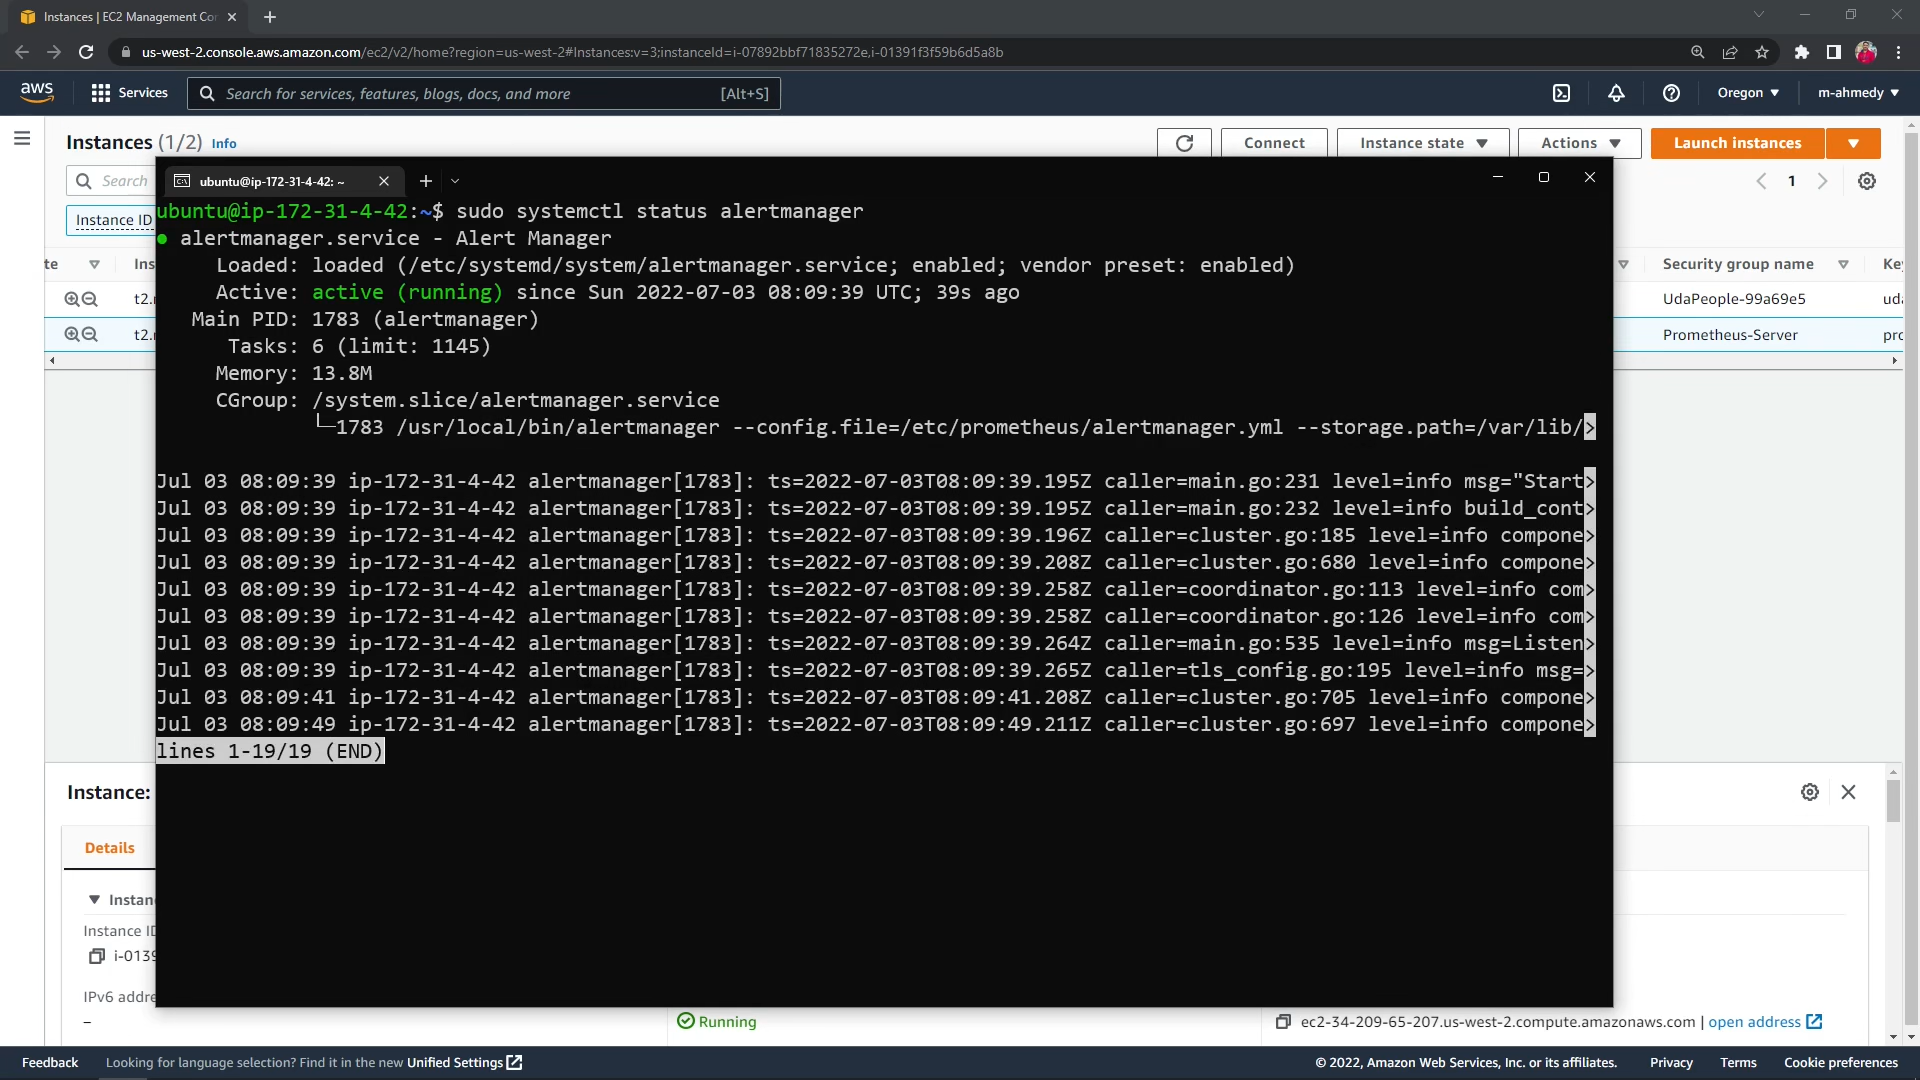 Instances | EC2 Management Con
us-west-2.console.aws.amazon.com/ec2/v2/home?region=us-west-2#Instances:v=3;instanceId=i-07892bbf71835272e,i-01391f3f59b6d5a8b
aws
Services
Search for services, features, blogs, docs, and more [Alt+S]
Oregon
m-ahmedy
Instances (1/2) Info
Connect
Instance state
Actions
Launch instances
Search
1
Instance ID
te
Ins
Security group name
Key
t2.
UdaPeople-99a69e5
uda
t2.
Prometheus-Server
pro
ubuntu@ip-172-31-4-42: ~
ubuntu@ip-172-31-4-42:~$ sudo systemctl status alertmanager
● alertmanager.service - Alert Manager
Loaded: loaded (/etc/systemd/system/alertmanager.service; enabled; vendor preset: enabled)
Active: active (running) since Sun 2022-07-03 08:09:39 UTC; 39s ago
Main PID: 1783 (alertmanager)
Tasks: 6 (limit: 1145)
Memory: 13.8M
CGroup: /system.slice/alertmanager.service
└─1783 /usr/local/bin/alertmanager --config.file=/etc/prometheus/alertmanager.yml --storage.path=/var/lib/>
Jul 03 08:09:39 ip-172-31-4-42 alertmanager[1783]: ts=2022-07-03T08:09:39.195Z caller=main.go:231 level=info msg="Start>
Jul 03 08:09:39 ip-172-31-4-42 alertmanager[1783]: ts=2022-07-03T08:09:39.195Z caller=main.go:232 level=info build_cont>
Jul 03 08:09:39 ip-172-31-4-42 alertmanager[1783]: ts=2022-07-03T08:09:39.196Z caller=cluster.go:185 level=info compone>
Jul 03 08:09:39 ip-172-31-4-42 alertmanager[1783]: ts=2022-07-03T08:09:39.208Z caller=cluster.go:680 level=info compone>
Jul 03 08:09:39 ip-172-31-4-42 alertmanager[1783]: ts=2022-07-03T08:09:39.258Z caller=coordinator.go:113 level=info com>
Jul 03 08:09:39 ip-172-31-4-42 alertmanager[1783]: ts=2022-07-03T08:09:39.258Z caller=coordinator.go:126 level=info com>
Jul 03 08:09:39 ip-172-31-4-42 alertmanager[1783]: ts=2022-07-03T08:09:39.264Z caller=main.go:535 level=info msg=Listen>
Jul 03 08:09:39 ip-172-31-4-42 alertmanager[1783]: ts=2022-07-03T08:09:39.265Z caller=tls_config.go:195 level=info msg=>
Jul 03 08:09:41 ip-172-31-4-42 alertmanager[1783]: ts=2022-07-03T08:09:41.208Z caller=cluster.go:705 level=info compone>
Jul 03 08:09:49 ip-172-31-4-42 alertmanager[1783]: ts=2022-07-03T08:09:49.211Z caller=cluster.go:697 level=info compone>
lines 1-19/19 (END)
Instance:
Details
Instan
Instance ID
i-0139
IPv6 addre
–
Running
ec2-34-209-65-207.us-west-2.compute.amazonaws.com | open address
Feedback
Looking for language selection? Find it in the new Unified Settings
© 2022, Amazon Web Services, Inc. or its affiliates.
Privacy
Terms
Cookie preferences